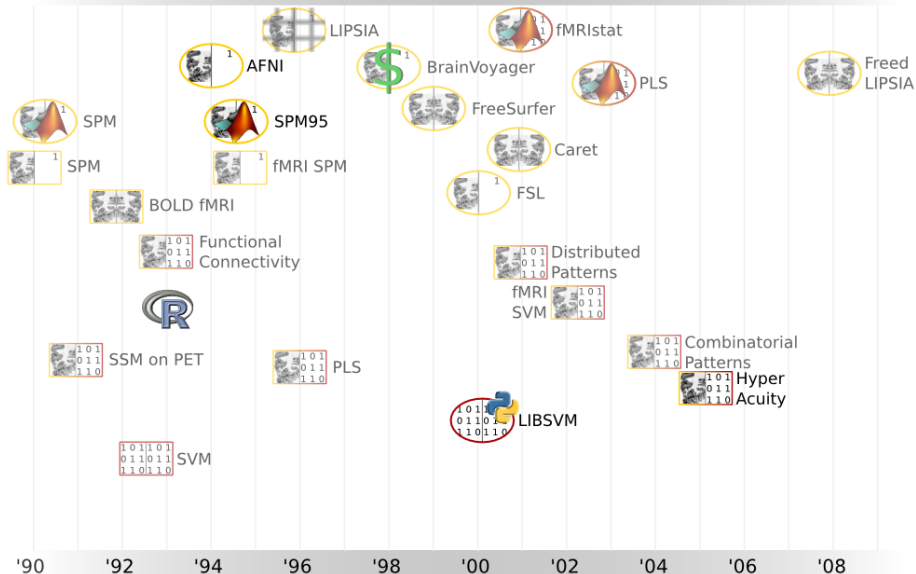 LIPSIA
fMRIstat
AFNI
BrainVoyager
Freed
LIPSIA
PLS
FreeSurfer
SPM
SPM95
Caret
SPM
fMRI SPM
FSL
BOLD fMRI
Functional
Connectivity
Distributed
Patterns
fMRI
SVM
R
SSM on PET
PLS
Combinatorial
Patterns
Hyper
Acuity
LIBSVM
SVM
'90 '92 '94 '96 '98 '00 '02 '04 '06 '08